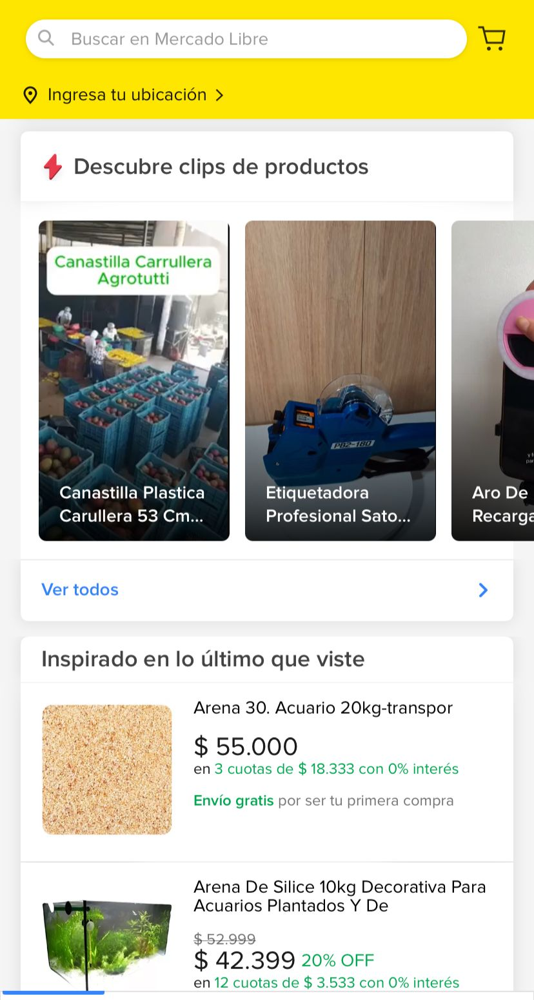 Buscar en Mercado Libre
Ingresa tu ubicación
Descubre clips de productos
Canastilla Carrullera
Agrotutti
Canastilla Plastica
Carullera 53 Cm...
PB2-180
Etiquetadora
Profesional Sato...
Aro De
Recarga
Ver todos
Inspirado en lo último que viste
Arena 30. Acuario 20kg-transpor
$ 55.000
en 3 cuotas de $ 18.333 con 0% interés
Envío gratis por ser tu primera compra
Arena De Silice 10kg Decorativa Para
Acuarios Plantados Y De
$ 52.999
$ 42.399 20% OFF
en 12 cuotas de $ 3.533 con 0% interés